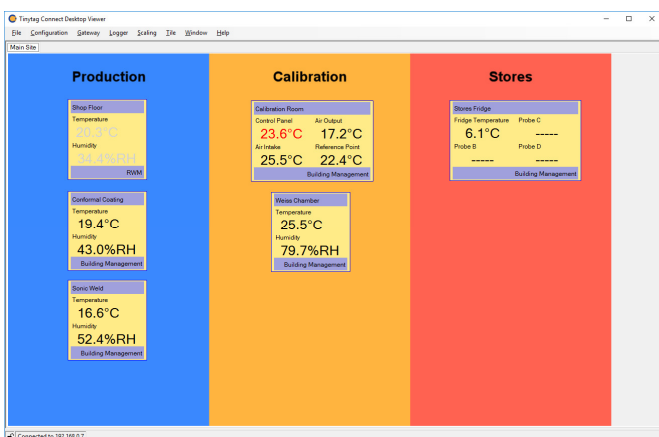 Tinytag Connect Desktop Viewer
File Configuration Gateway Logger Scaling Tile Window Help
Main Site
Production
Calibration
Stores
Shop Floor
Temperature
20.3°C
Humidity
34.4%RH
RWM
Conformal Coating
Temperature
19.4°C
Humidity
43.0%RH
Building Management
Sonic Weld
Temperature
16.6°C
Humidity
52.4%RH
Building Management
Calibration Room
Control Panel Air Output
23.6°C 17.2°C
Air Intake Reference Point
25.5°C 22.4°C
Building Management
Weiss Chamber
Temperature
25.5°C
Humidity
79.7%RH
Building Management
Stores Fridge
Fridge Temperature Probe C
6.1°C -----
Probe B Probe D
----- -----
Building Management
Connected to 192.168.0.7